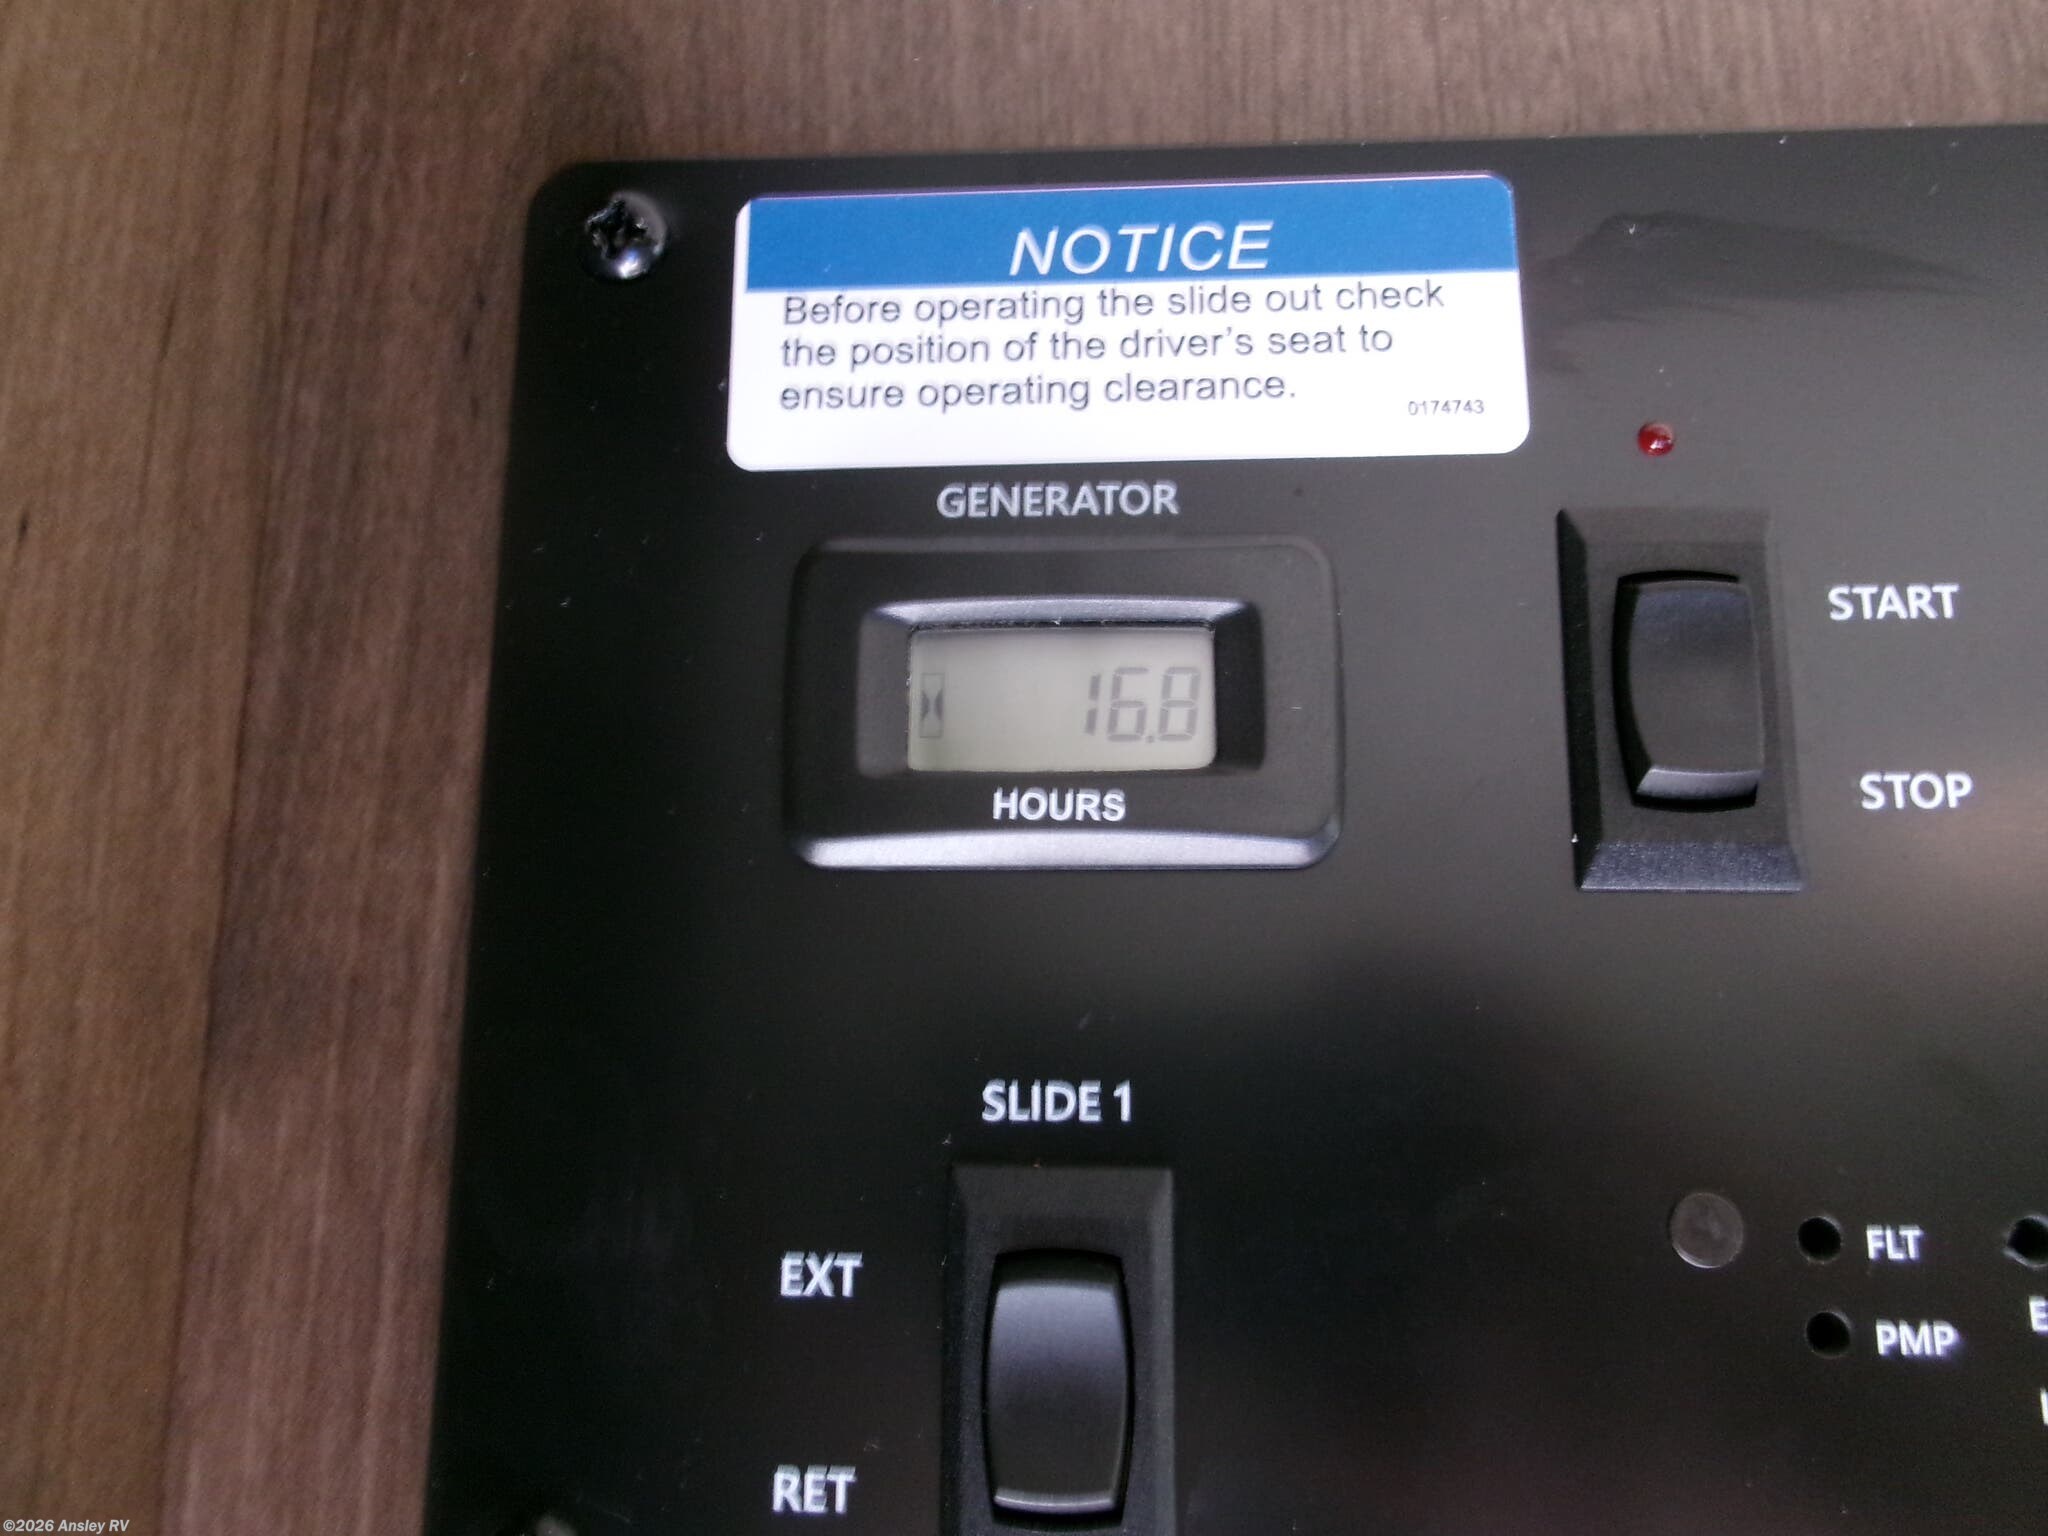 NOTICE
Before operating the slide out check
the position of the driver's seat to
ensure operating clearance.
0174743
GENERATOR
16.8
HOURS
START
STOP
SLIDE 1
EXT
RET
FLT
PMP
©2026 Ansley RV